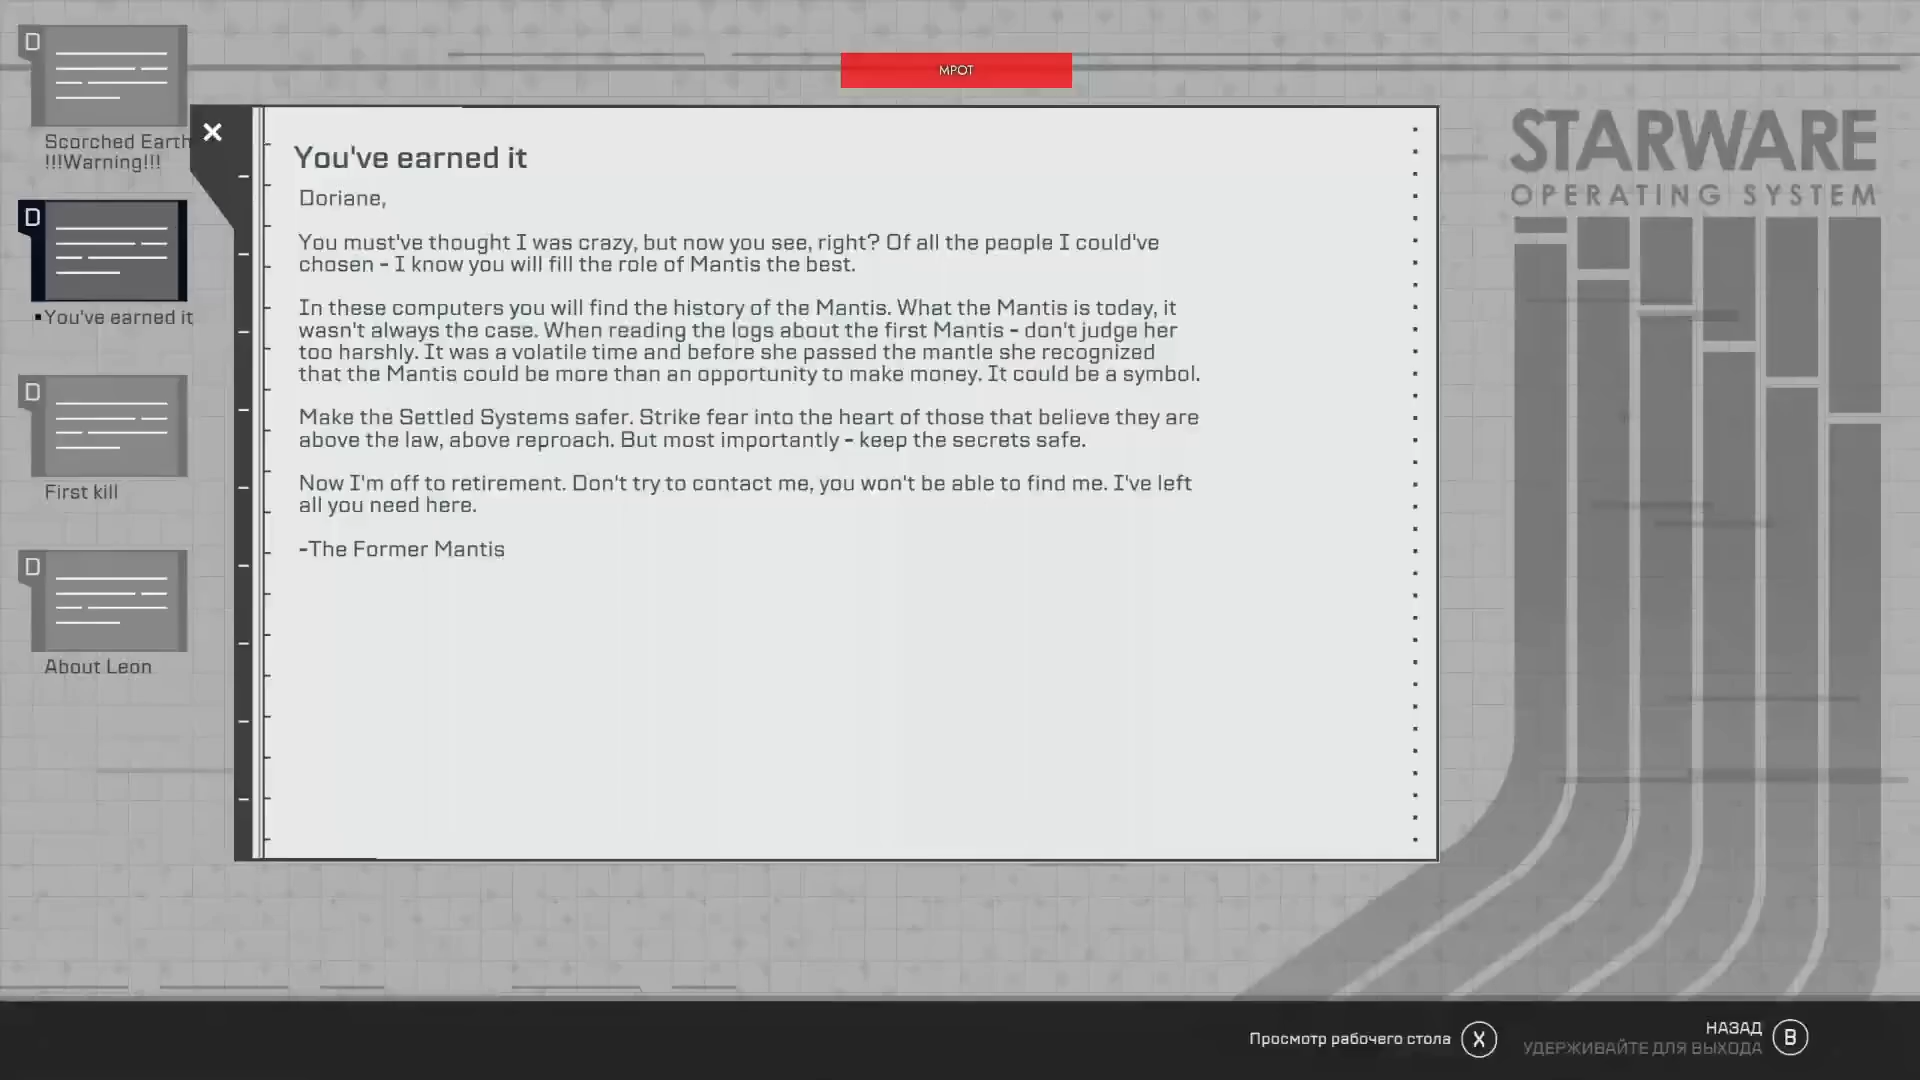 D
Scorched Earth
!!!Warning!!!
D
You've earned it
D
First kill
D
About Leon
МРОТ
You've earned it
Doriane,
You must've thought I was crazy, but now you see, right? Of all the people I could've
chosen - I know you will fill the role of Mantis the best.
In these computers you will find the history of the Mantis. What the Mantis is today, it
wasn't always the case. When reading the logs about the first Mantis - don't judge her
too harshly. It was a volatile time and before she passed the mantle she recognized
that the Mantis could be more than an opportunity to make money. It could be a symbol.
Make the Settled Systems safer. Strike fear into the heart of those that believe they are
above the law, above reproach. But most importantly - keep the secrets safe.
Now I'm off to retirement. Don't try to contact me, you won't be able to find me. I've left
all you need here.
-The Former Mantis
STARWARE
OPERATING SYSTEM
Просмотр рабочего стола X
НАЗАД B
УДЕРЖИВАЙТЕ ДЛЯ ВЫХОДА